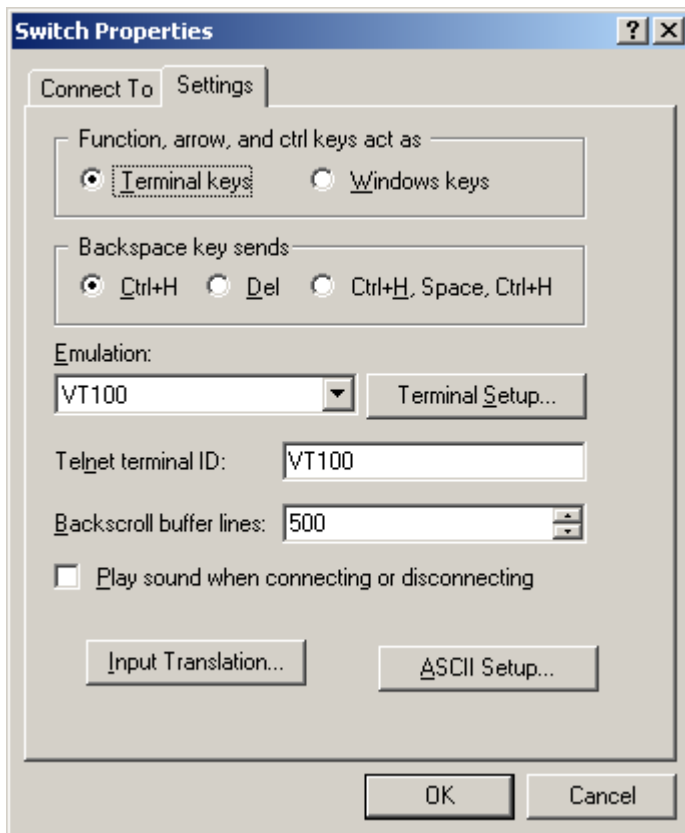 Switch Properties
Connect To Settings
Function, arrow, and ctrl keys act as
Terminal keys Windows keys
Backspace key sends
Ctrl+H Del Ctrl+H, Space, Ctrl+H
Emulation:
VT100 Terminal Setup...
Telnet terminal ID: VT100
Backscroll buffer lines: 500
Play sound when connecting or disconnecting
Input Translation... ASCII Setup...
OK Cancel